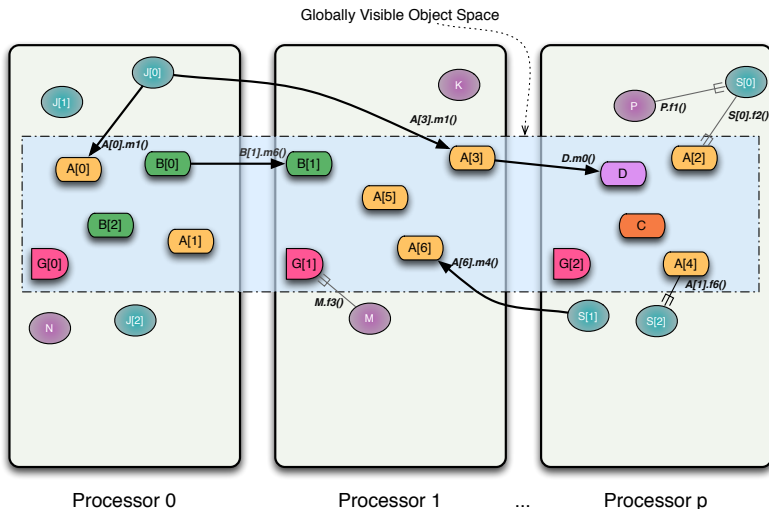 Globally Visible Object Space
J[0]
J[1]
K
S[0]
P
P.f1()
S[0].f2()
A[3].m1()
A[0].m1()
A[0]
B[0]
B[1].m6()
B[1]
A[3]
D.m0()
D
A[2]
A[5]
B[2]
A[1]
A[6]
C
G[0]
G[1]
A[6].m4()
G[2]
A[4]
A[1].f6()
M.f3()
N
J[2]
M
S[1]
S[2]
Processor 0
Processor 1
...
Processor p